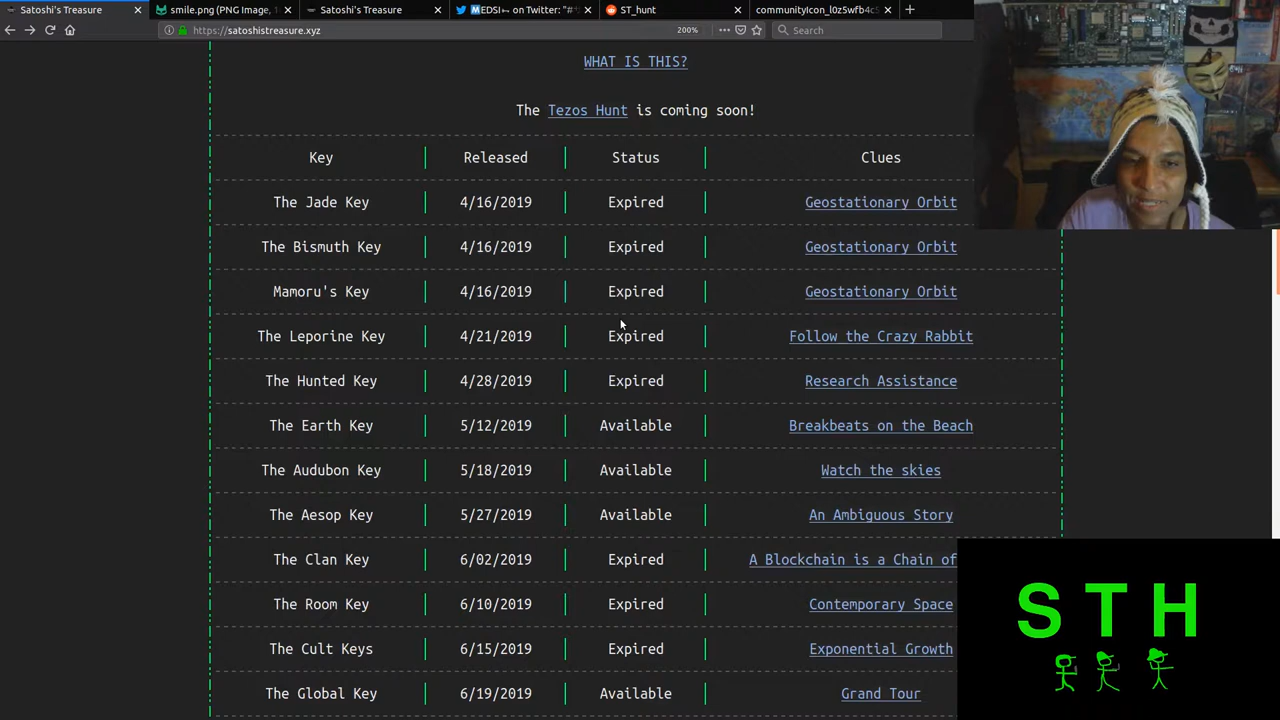 Satoshi's Treasure
smile.png (PNG Image, 1
Satoshi's Treasure
on Twitter: "#
ST_hunt
communityIcon_l0z5wfb4c
https://satoshistreasure.xyz
200%
Search
WHAT IS THIS?
The Tezos Hunt is coming soon!
Key Released Status Clues
The Jade Key 4/16/2019 Expired Geostationary Orbit
The Bismuth Key 4/16/2019 Expired Geostationary Orbit
Mamoru's Key 4/16/2019 Expired Geostationary Orbit
The Leporine Key 4/21/2019 Expired Follow the Crazy Rabbit
The Hunted Key 4/28/2019 Expired Research Assistance
The Earth Key 5/12/2019 Available Breakbeats on the Beach
The Audubon Key 5/18/2019 Available Watch the skies
The Aesop Key 5/27/2019 Available An Ambiguous Story
The Clan Key 6/02/2019 Expired A Blockchain is a Chain of
The Room Key 6/10/2019 Expired Contemporary Space
The Cult Keys 6/15/2019 Expired Exponential Growth
The Global Key 6/19/2019 Available Grand Tour
STH